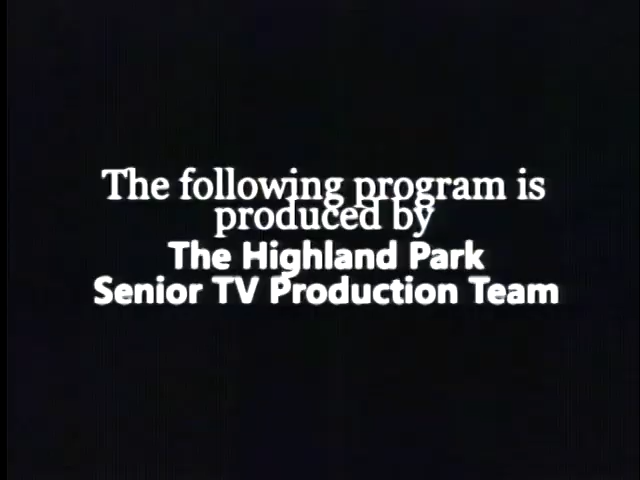 The following program is
produced by
The Highland Park
Senior TV Production Team